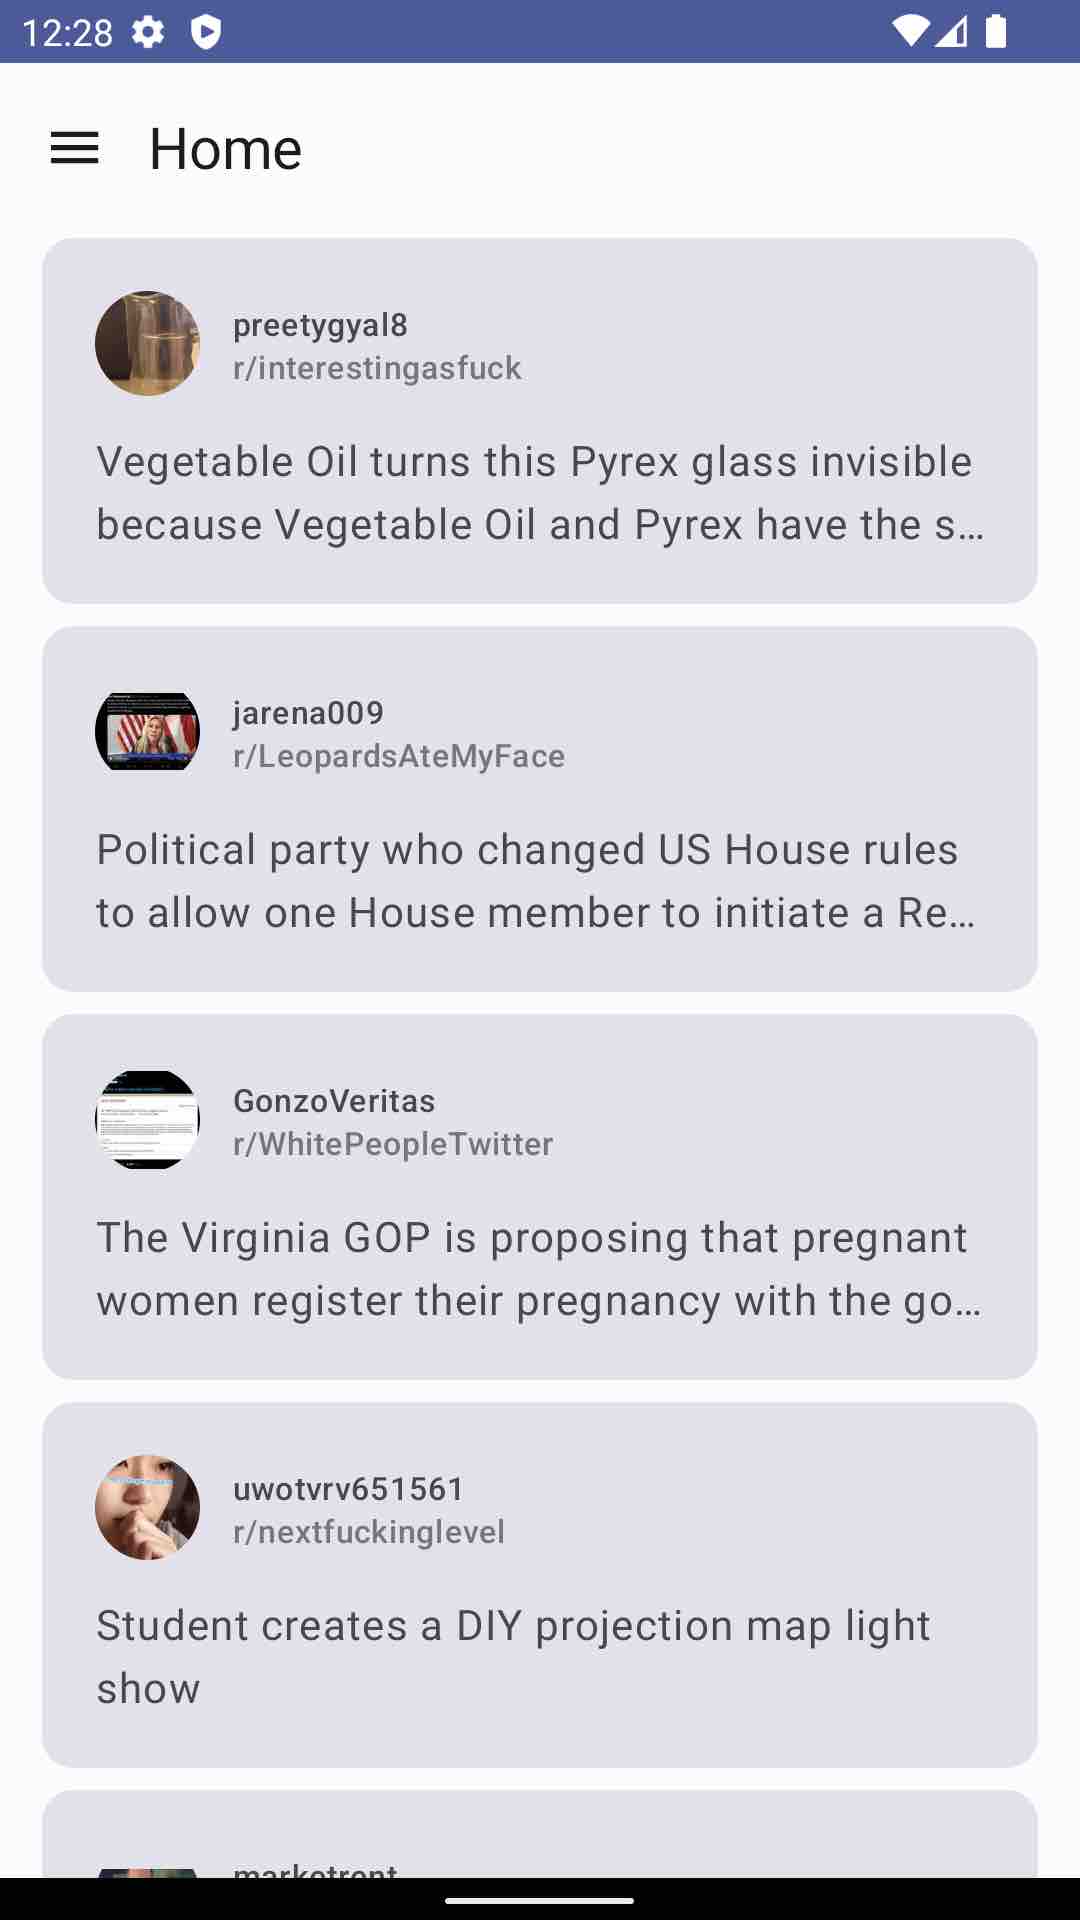 12:28
Home
preetygyal8
r/interestingasfuck
Vegetable Oil turns this Pyrex glass invisible
because Vegetable Oil and Pyrex have the s…
jarena009
r/LeopardsAteMyFace
Political party who changed US House rules
to allow one House member to initiate a Re…
GonzoVeritas
r/WhitePeopleTwitter
The Virginia GOP is proposing that pregnant
women register their pregnancy with the go…
uwotvrv651561
r/nextfuckinglevel
Student creates a DIY projection map light
show
marketrent